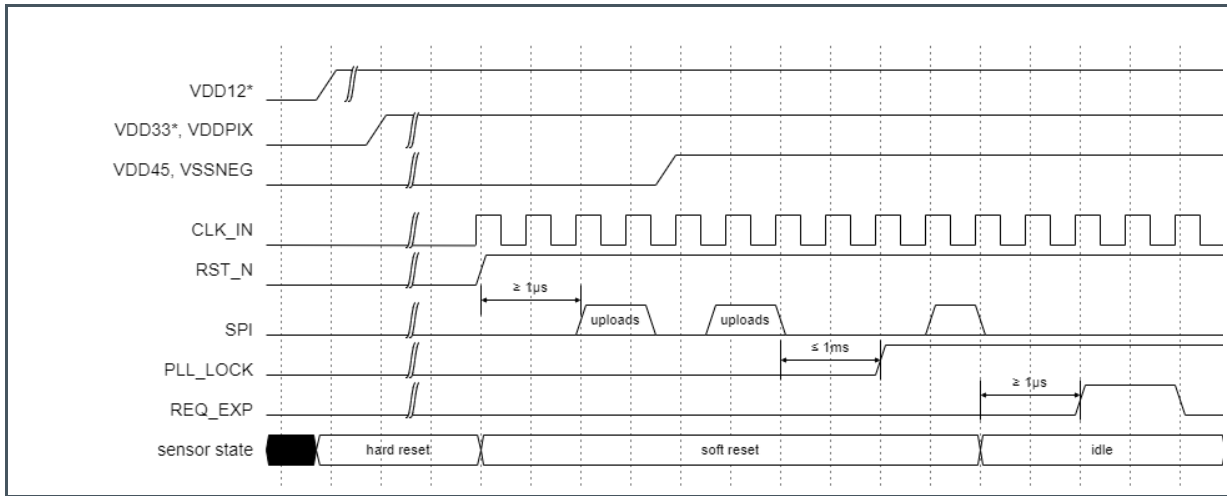 VDD12*
VDD33*, VDDPIX
VDD45, VSSNEG
CLK_IN
RST_N
≥ 1µs
SPI uploads uploads
≤ 1ms
PLL_LOCK
≥ 1µs
REQ_EXP
sensor state hard reset soft reset idle